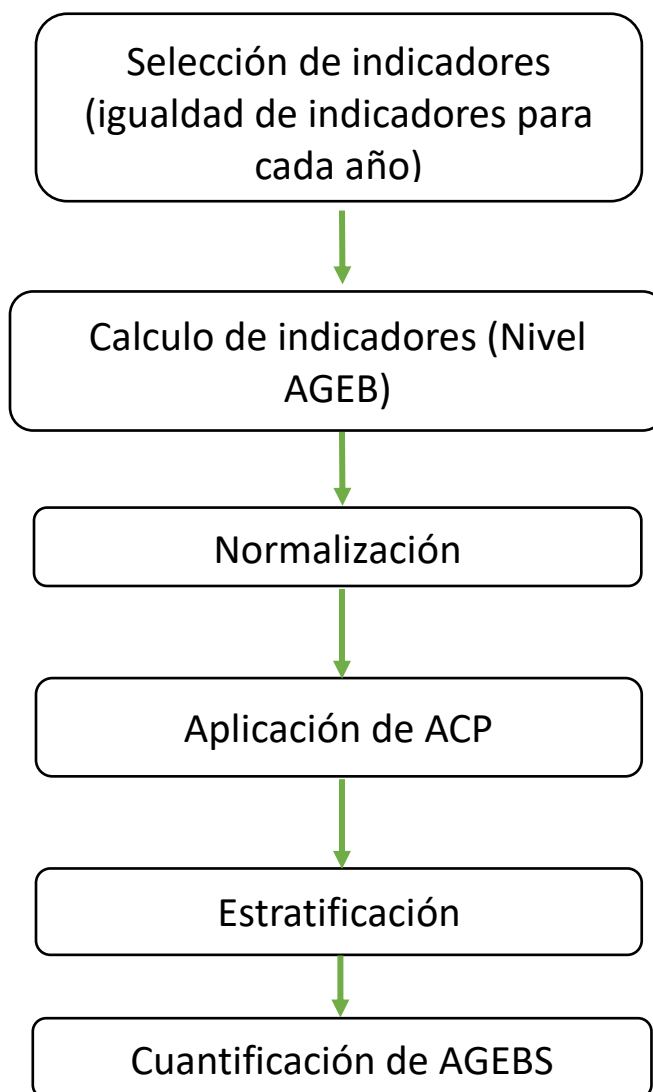 Selección de indicadores
(igualdad de indicadores para
cada año)
Calculo de indicadores (Nivel
AGEB)
Normalización
Aplicación de ACP
Estratificación
Cuantificación de AGEBS